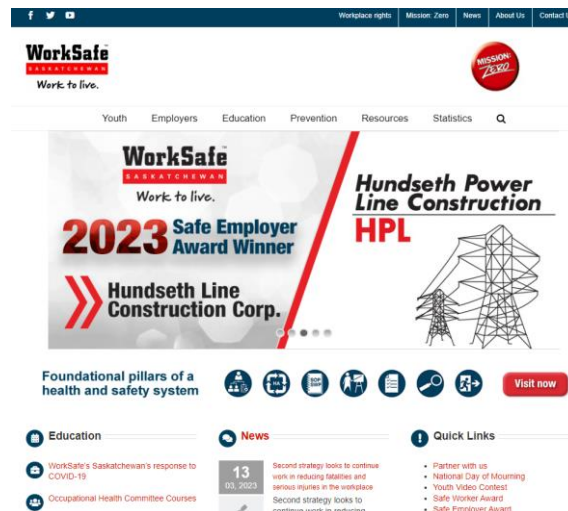 Workplace rights
Mission: Zero
News
About Us
Contact
WorkSafe
SASKATCHEWAN
Work to live.
MISSION:
ZERO
Youth
Employers
Education
Prevention
Resources
Statistics
WorkSafe
SASKATCHEWAN
Work to live.
2023 Safe Employer
Award Winner
Hundseth Line
Construction Corp.
Hundseth Power
Line Construction
HPL
Foundational pillars of a
health and safety system
HA
SOP
SWP
Visit now
Education
WorkSafe's Saskatchewan's response to
COVID-19
Occupational Health Committee Courses
News
13
03, 2023
Second strategy looks to continue
work in reducing fatalities and
serious injuries in the workplace
Second strategy looks to
continue work in reducing
Quick Links
Partner with us
National Day of Mourning
Youth Video Contest
Safe Worker Award
Safe Employer Award